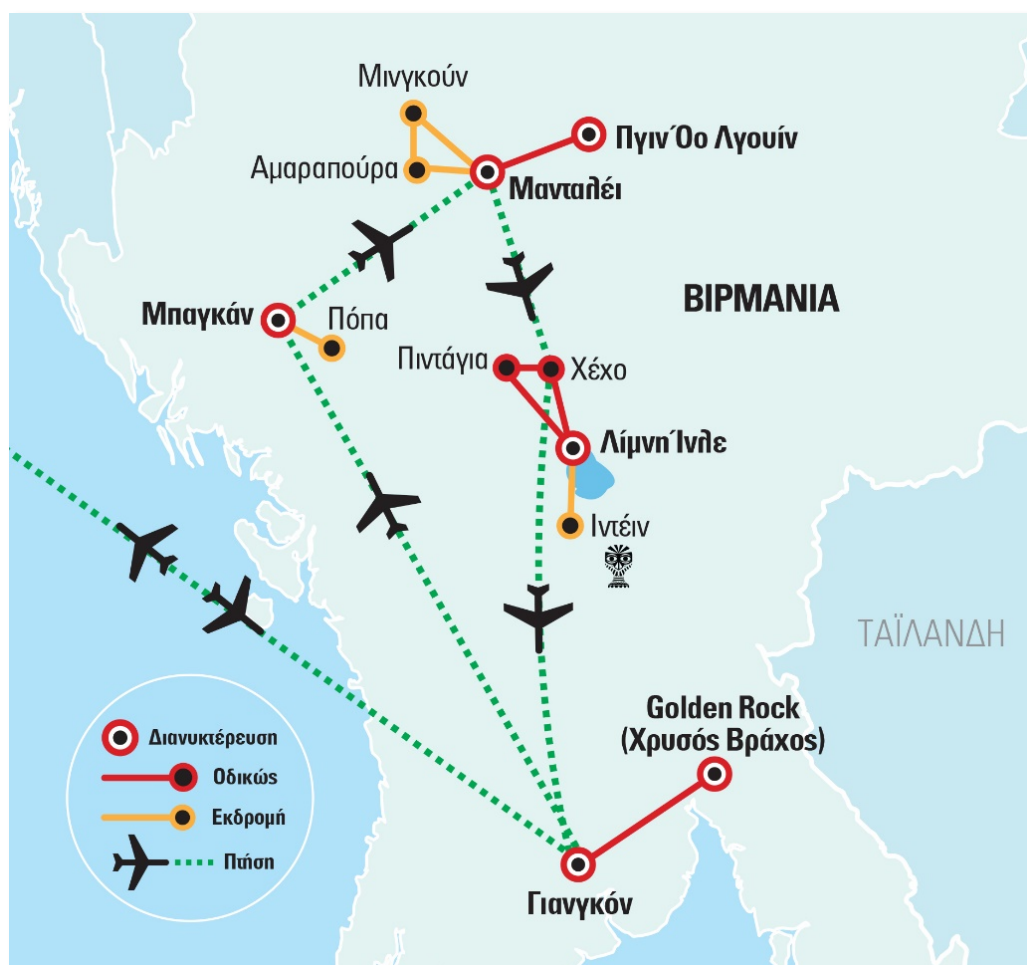 Μινγκούν
Πγιν Όο Λγουίν
Αμαραπούρα
Μανταλέι
ΒΙΡΜΑΝΙΑ
Μπαγκάν
Πόπα
Πιντάγια
Χέχο
Λίμνη Ίνλε
Ιντέιν
ΤΑΪΛΑΝΔΗ
Golden Rock
(Χρυσός Βράχος)
Διανυκτέρευση
Οδικώς
Εκδρομή
Πτήση
Γιανγκόν